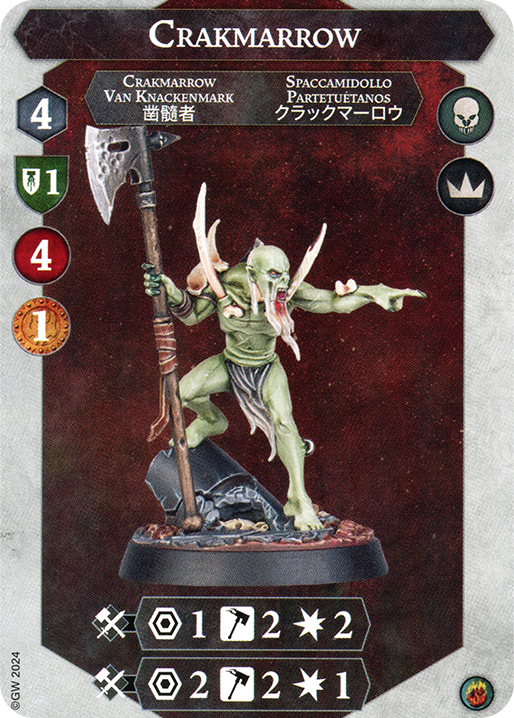 CRAKMARROW
CRAKMARROW
VAN KNACKENMARK
凿髓者
SPACCAMIDOLLO
PARTETUÉTANOS
クラックマーロウ
4
1
4
1
1 2 2
2 2 1
©GW 2024